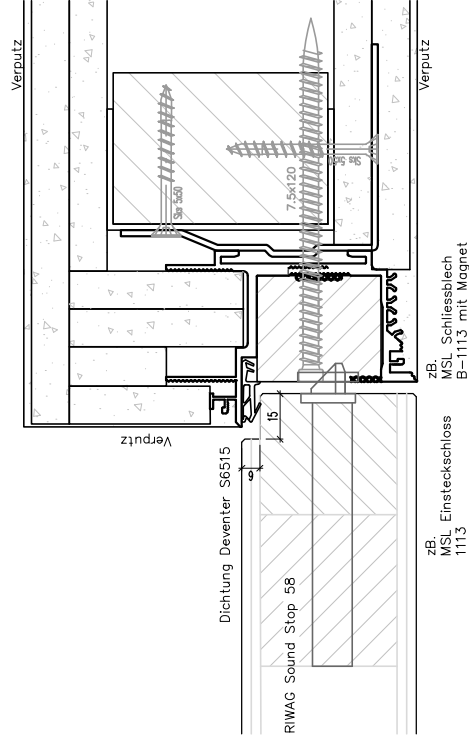 Verputz
Verputz
Sks 5x50
Sks 5x50
7.5x120
zB.
MSL Schliessblech
B-1113 mit Magnet
Verputz
15
9
Dichtung Deventer S6515
RIWAG Sound Stop 58
zB.
MSL Einsteckschloss
1113